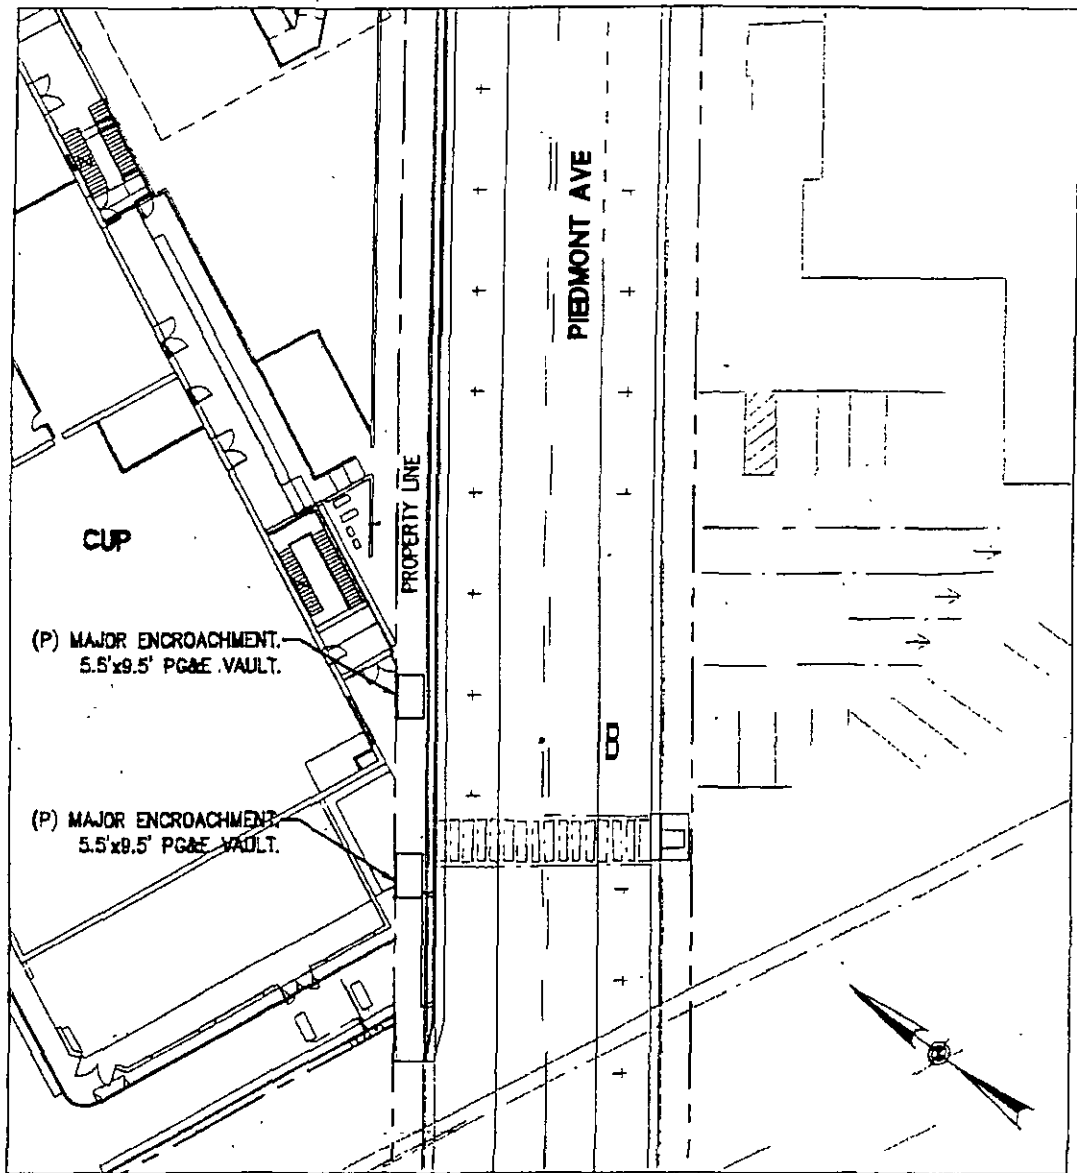 PIEDMONT AVE
PROPERTY LINE
CUP
(P) MAJOR ENCROACHMENT.
5.5'x9.5' PG&E VAULT.
(P) MAJOR ENCROACHMENT.
5.5'x9.5' PG&E VAULT.